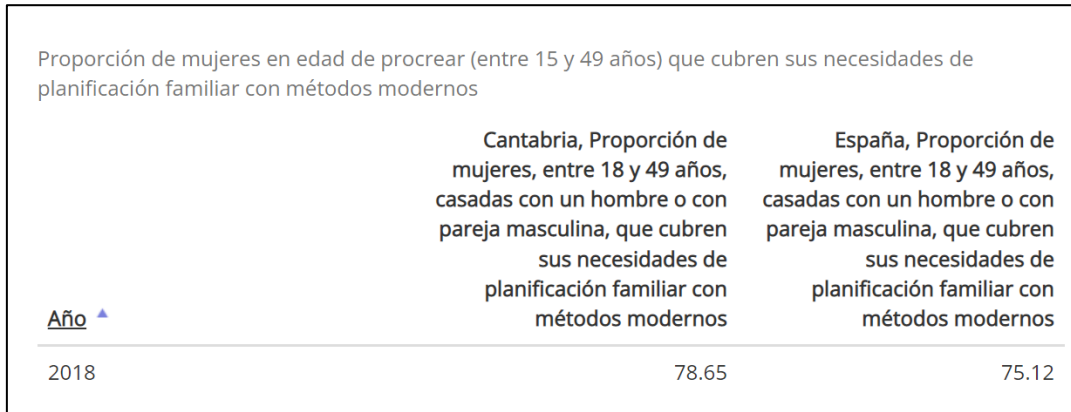 Proporción de mujeres en edad de procrear (entre 15 y 49 años) que cubren sus necesidades de
planificación familiar con métodos modernos
Cantabria, Proporción de
mujeres, entre 18 y 49 años,
casadas con un hombre o con
pareja masculina, que cubren
sus necesidades de
planificación familiar con
métodos modernos
España, Proporción de
mujeres, entre 18 y 49 años,
casadas con un hombre o con
pareja masculina, que cubren
sus necesidades de
planificación familiar con
métodos modernos
Año
2018 78.65 75.12